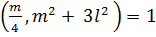 (m/4, m² + 3l²) = 1